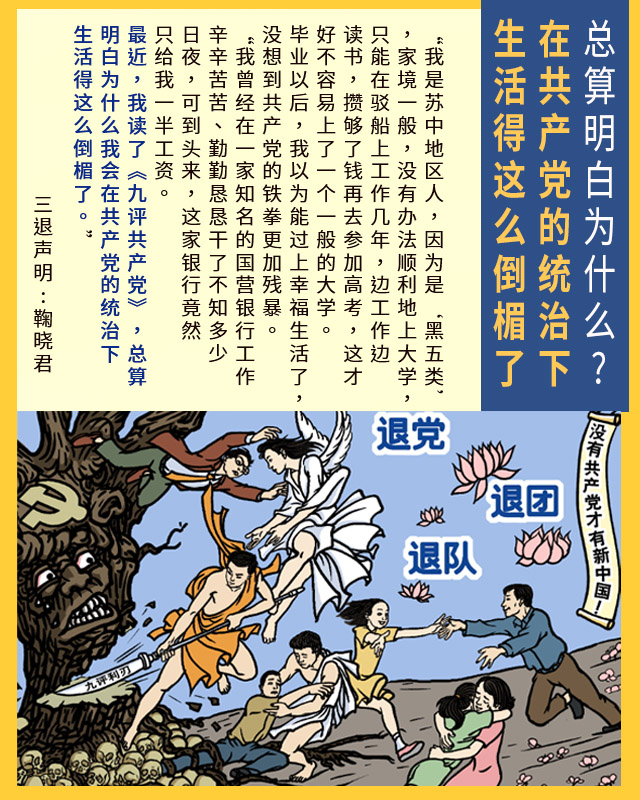 总算明白为什么？
在共产党的统治下
生活得这么倒楣了
“我是苏中地区人，因为是“黑五类”
，家境一般，没有办法顺利地上大学，
只能在驳船上工作几年，边工作边
读书，攒够了钱再去参加高考，这才
好不容易上了一个一般的大学。
毕业以后，我以为能过上幸福生活了，
没想到共产党的铁拳更加残暴。
“我曾经在一家知名的国营银行工作
辛辛苦苦、勤勤恳恳干了不知多少
日夜，可到头来，这家银行竟然
只给我一半工资。
最近，我读了《九评共产党》，总算
明白为什么我会在共产党的统治下
生活得这么倒楣了。”
三退声明：鞠晓君
退党
退团
退队
没有共产党才有新中国！
九评利刃